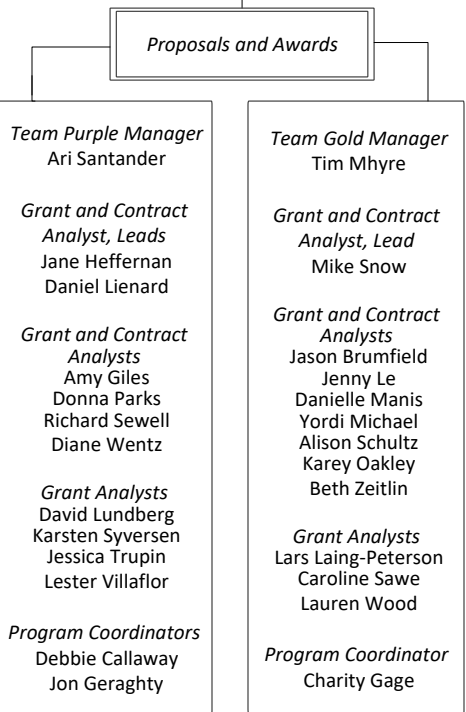 Proposals and Awards
Team Purple Manager
Ari Santander
Grant and Contract
Analyst, Leads
Jane Heffernan
Daniel Lienard
Grant and Contract
Analysts
Amy Giles
Donna Parks
Richard Sewell
Diane Wentz
Grant Analysts
David Lundberg
Karsten Syversen
Jessica Trupin
Lester Villaflor
Program Coordinators
Debbie Callaway
Jon Geraghty
Team Gold Manager
Tim Mhyre
Grant and Contract
Analyst, Lead
Mike Snow
Grant and Contract
Analysts
Jason Brumfield
Jenny Le
Danielle Manis
Yordi Michael
Alison Schultz
Karey Oakley
Beth Zeitlin
Grant Analysts
Lars Laing-Peterson
Caroline Sawe
Lauren Wood
Program Coordinator
Charity Gage